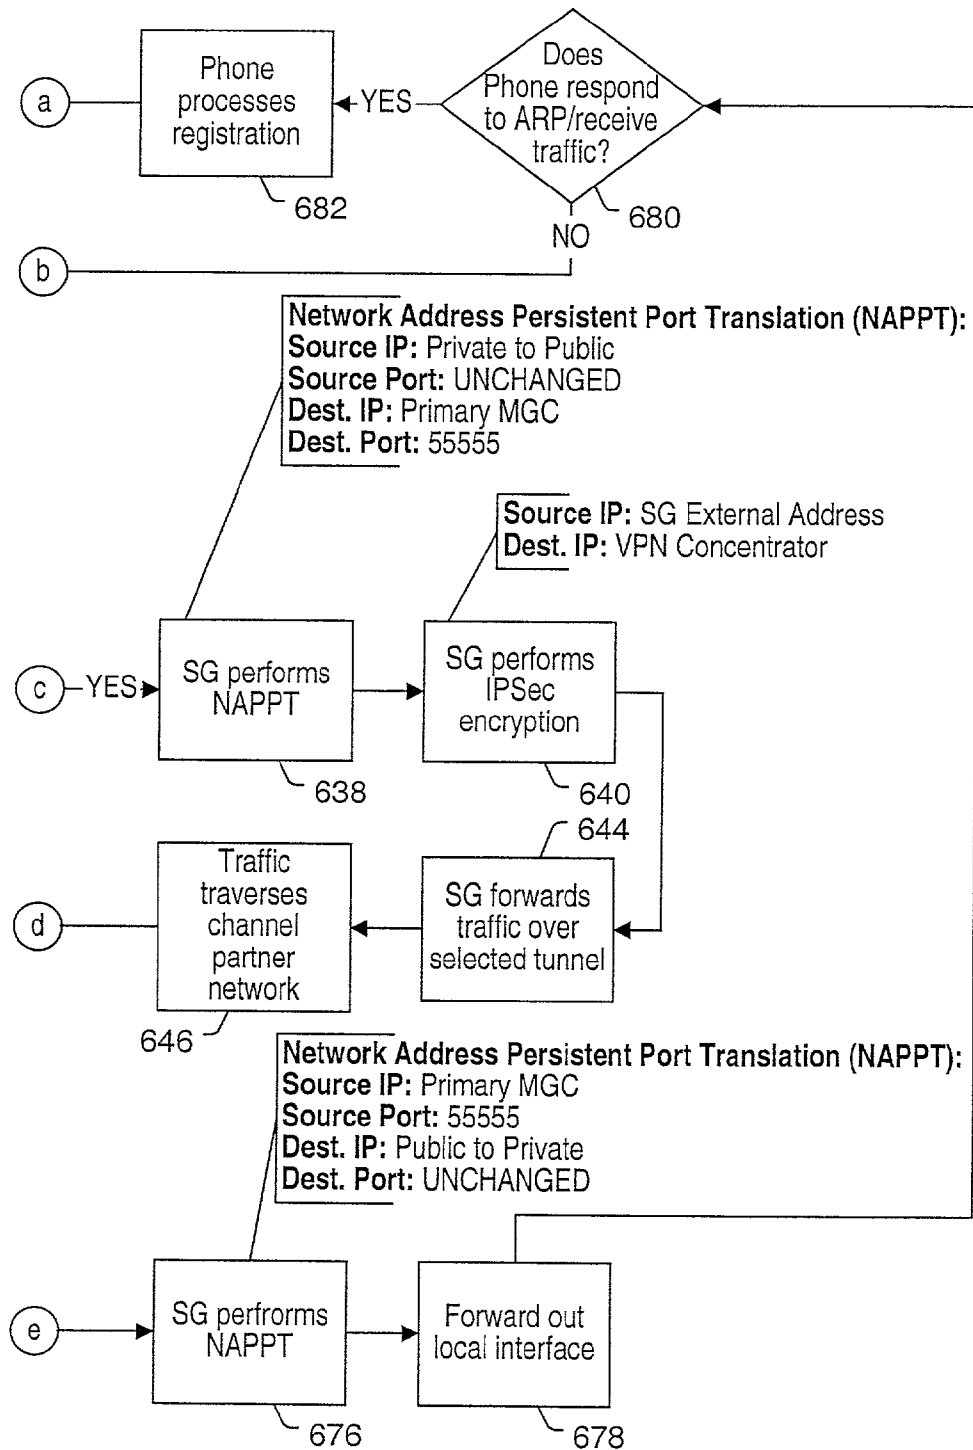 a
Phone
processes
registration
YES
Does
Phone respond
to ARP/receive
traffic?
682
680
NO
b
Network Address Persistent Port Translation (NAPPT):
Source IP: Private to Public
Source Port: UNCHANGED
Dest. IP: Primary MGC
Dest. Port: 55555
Source IP: SG External Address
Dest. IP: VPN Concentrator
c
YES
SG performs
NAPPT
SG performs
IPSec
encryption
638
640
644
d
Traffic
traverses
channel
partner
network
SG forwards
traffic over
selected tunnel
646
Network Address Persistent Port Translation (NAPPT):
Source IP: Primary MGC
Source Port: 55555
Dest. IP: Public to Private
Dest. Port: UNCHANGED
e
SG perfroms
NAPPT
Forward out
local interface
676
678